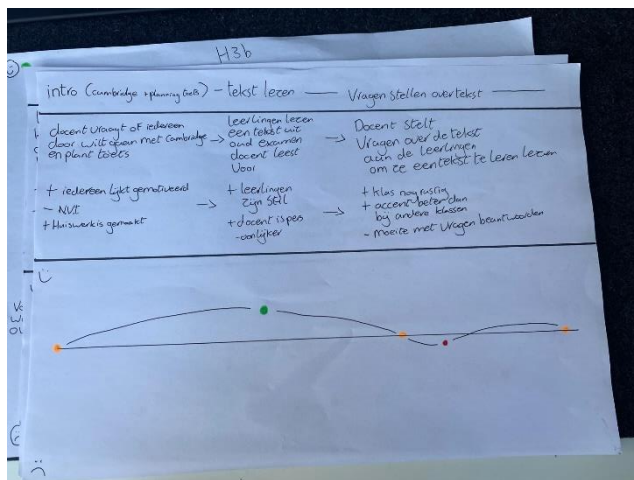 H3b
intro (cambridge + planning toets) - tekst lezen — Vragen stellen over tekst
docent vraagt of iedereen
door wilt gaan met Cambridge
en plant toets
leerlingen lezen
een tekst uit
oud examen
docent leest
voor
Docent stelt
Vragen over de tekst
aan de leerlingen
om ze een tekst te leren lezen
+ iedereen lijkt gemotiveerd
- NVT
+ Huiswerk is gemaakt
+ leerlingen
zijn stil
+ docent is pers
-oonlijker
+ klas nog rustig
+ accent beter dan
bij andere klassen
- moeite met vragen beantwoorden